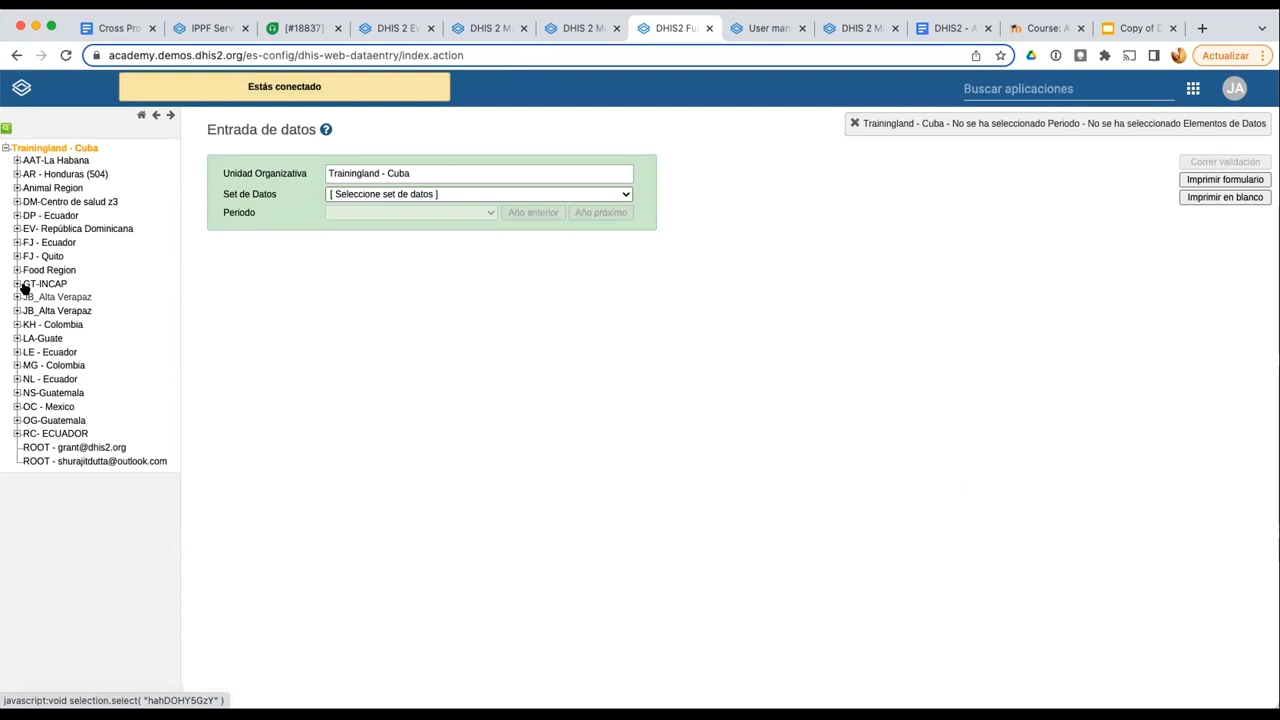 Cross Pro
IPPF Serv
[#18837]
DHIS 2 Ev
DHIS 2 M
DHIS 2 M
DHIS2 Fu
User man
DHIS 2 M
DHIS2 - A
Course: A
Copy of D
academy.demos.dhis2.org/es-config/dhis-web-dataentry/index.action
Actualizar
Estás conectado
Buscar aplicaciones
JA
Entrada de datos ?
Trainingland - Cuba - No se ha seleccionado Periodo - No se ha seleccionado Elementos de Datos
Trainingland - Cuba
AAT-La Habana
AR - Honduras (504)
Animal Region
DM-Centro de salud z3
DP - Ecuador
EV- República Dominicana
FJ - Ecuador
FJ - Quito
Food Region
GT-INCAP
JB_Alta Verapaz
JB_Alta Verapaz
KH - Colombia
LA-Guate
LE - Ecuador
MG - Colombia
NL - Ecuador
NS-Guatemala
OC - Mexico
OG-Guatemala
RC- ECUADOR
ROOT - grant@dhis2.org
ROOT - shurajitdutta@outlook.com
Unidad Organizativa Trainingland - Cuba
Set de Datos [ Seleccione set de datos ]
Periodo Año anterior Año próximo
Correr validación
Imprimir formulario
Imprimir en blanco
javascript:void selection.select( "hahDOHY5GzY" )